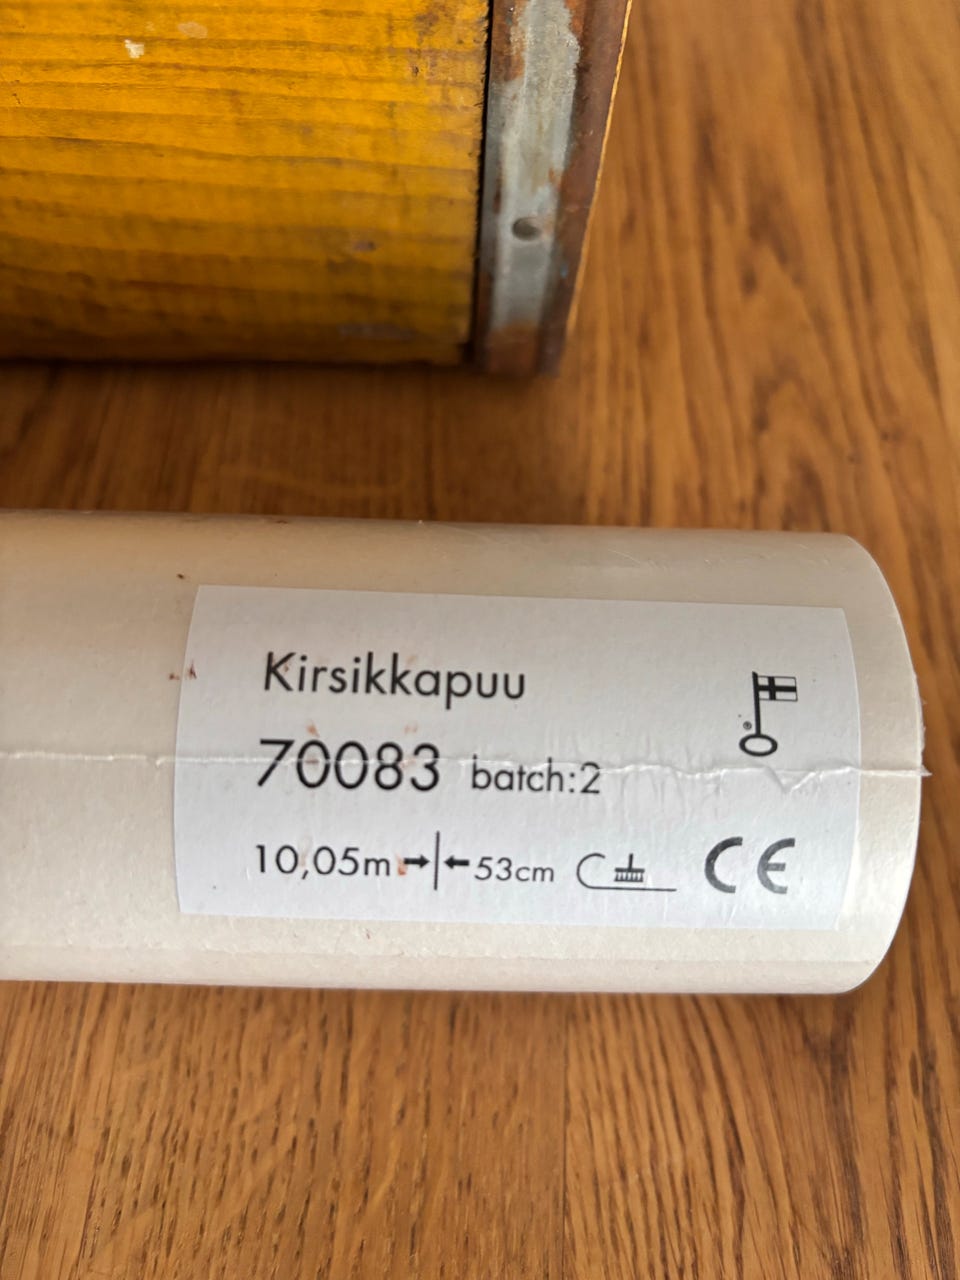 Kirsikkapuu
70083 batch:2
10,05m 53cm CE